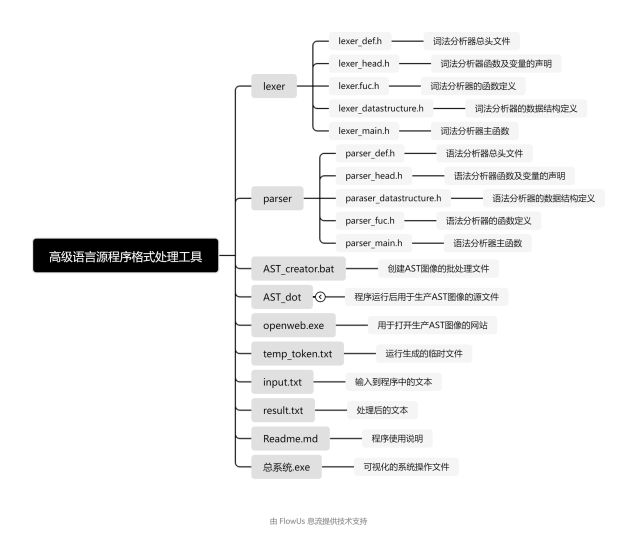 高级语言源程序格式处理工具
lexer
lexer_def.h
词法分析器总头文件
lexer_head.h
词法分析器函数及变量的声明
lexer.fuc.h
词法分析器的函数定义
lexer_datastructure.h
词法分析器的数据结构定义
lexer_main.h
词法分析器主函数
parser
parser_def.h
语法分析器总头文件
parser_head.h
语法分析器函数及变量的声明
paraser_datastructure.h
语法分析器的数据结构定义
parser_fuc.h
语法分析器的函数定义
parser_main.h
语法分析器主函数
AST_creator.bat
创建AST图像的批处理文件
AST_dot
程序运行后用于生产AST图像的源文件
openweb.exe
用于打开生产AST图像的网站
temp_token.txt
运行生成的临时文件
input.txt
输入到程序中的文本
result.txt
处理后的文本
Readme.md
程序使用说明
总系统.exe
可视化的系统操作文件
由 FlowUs 息流提供技术支持